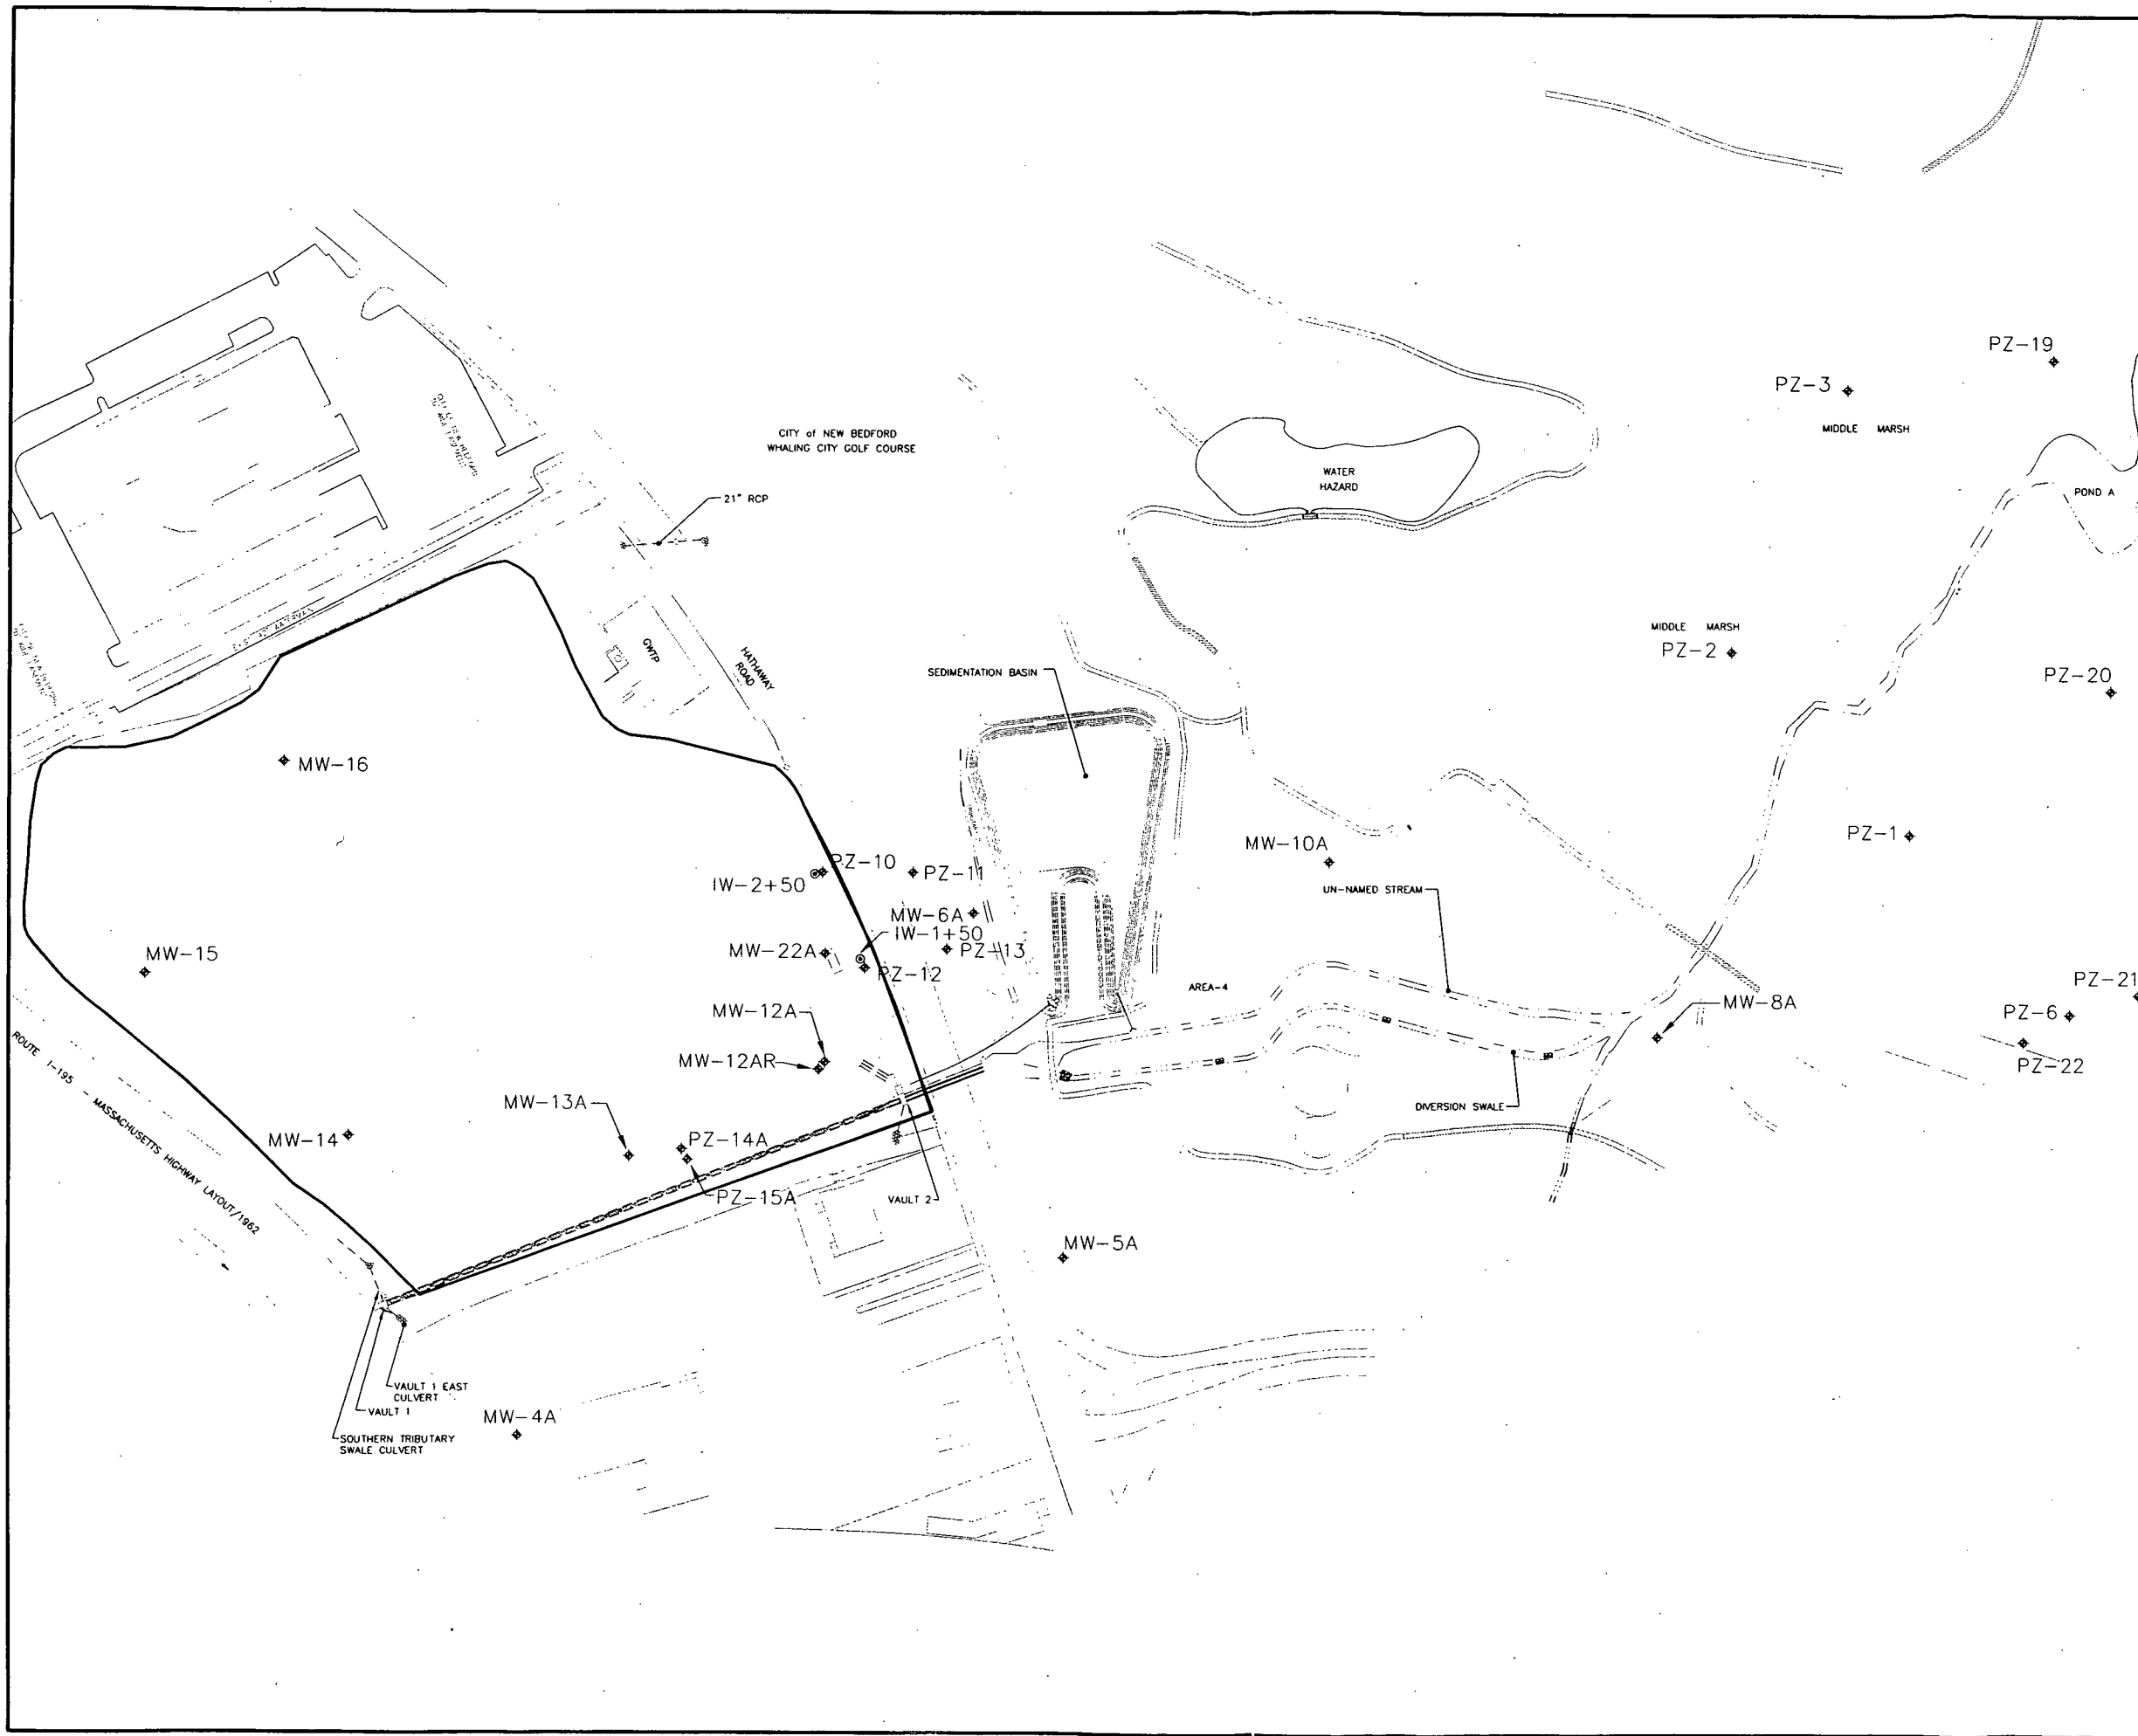 PZ-19
PZ-3
MIDDLE MARSH
CITY of NEW BEDFORD
WHALING CITY GOLF COURSE
WATER
HAZARD
POND A
21" RCP
MIDDLE MARSH
PZ-2
GWTP
HATHAWAY
ROAD
SEDIMENTATION BASIN
PZ-20
MW-16
PZ-1
MW-10A
PZ-10
PZ-11
IW-2+50
UN-NAMED STREAM
MW-6A
IW-1+50
MW-22A
PZ-13
MW-15
PZ-12
AREA-4
PZ-21
MW-8A
MW-12A
PZ-6
MW-12AR
PZ-22
ROUTE I-195 - MASSACHUSETTS HIGHWAY LAYOUT/1962
MW-13A
DIVERSION SWALE
MW-14
PZ-14A
PZ-15A
VAULT 2
MW-5A
VAULT 1 EAST
CULVERT
VAULT 1
MW-4A
SOUTHERN TRIBUTARY
SWALE CULVERT